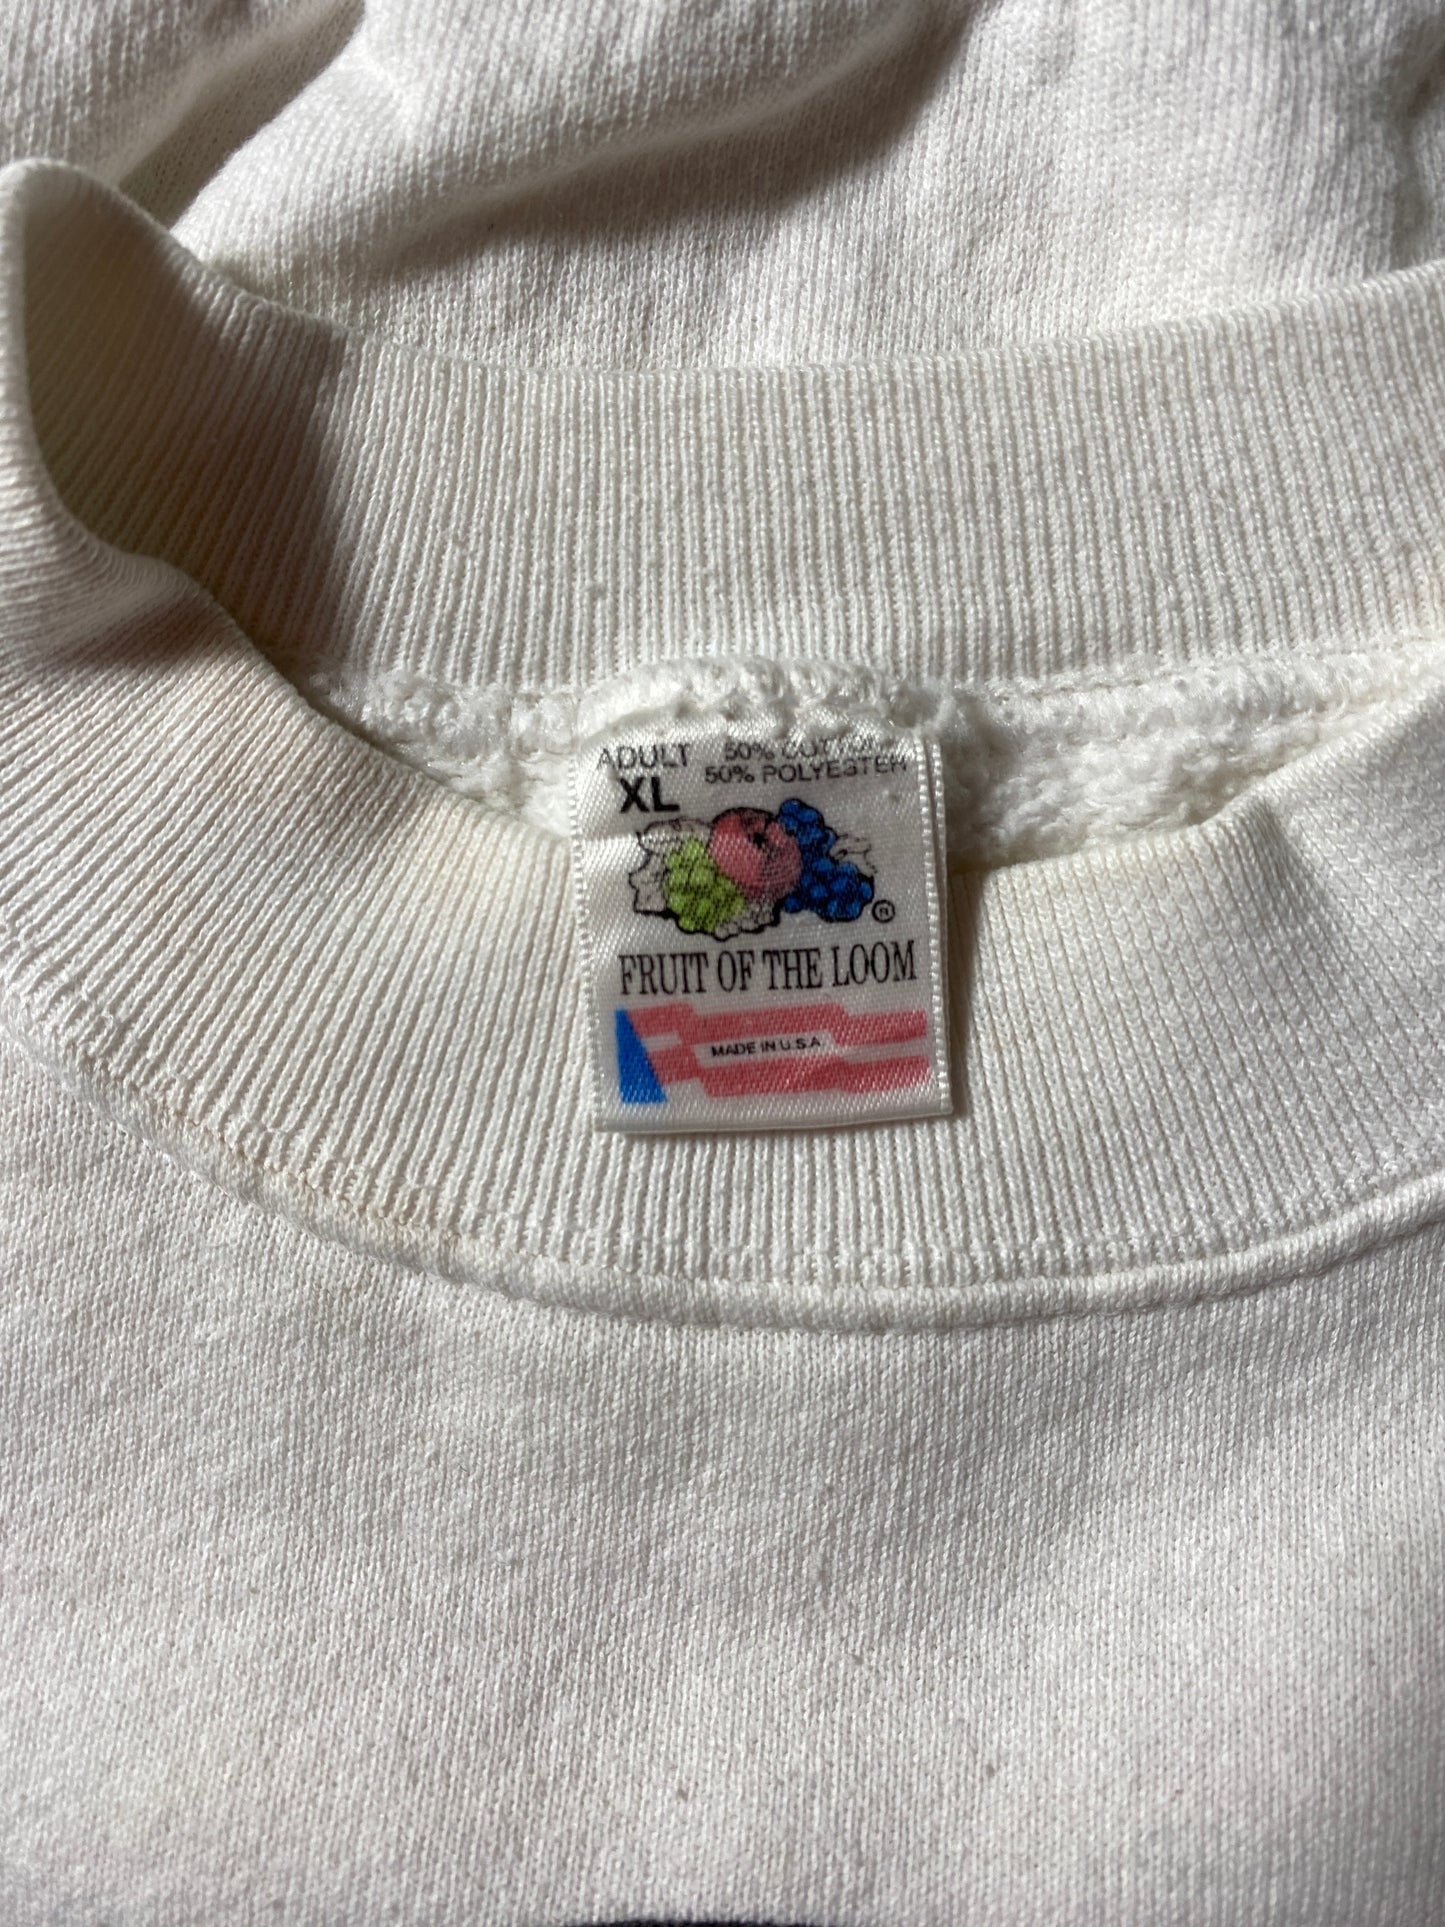 ADULT 50% COTTON
XL 50% POLYESTER
®
FRUIT OF THE LOOM
MADE IN U.S.A.